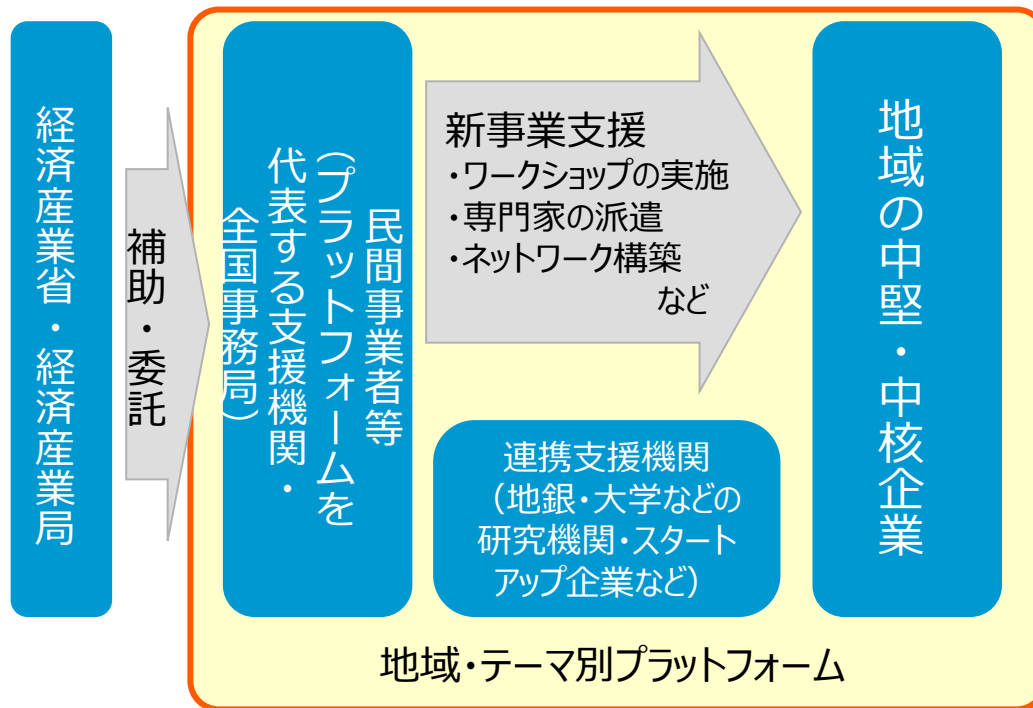 経済産業省・経済産業局
補助・委託
民間事業者等
（プラットフォームを
代表する支援機関・
全国事務局）
新事業支援
・ワークショップの実施
・専門家の派遣
・ネットワーク構築
など
連携支援機関
（地銀・大学などの
研究機関・スタート
アップ企業など）
地域の中堅・中核企業
地域・テーマ別プラットフォーム